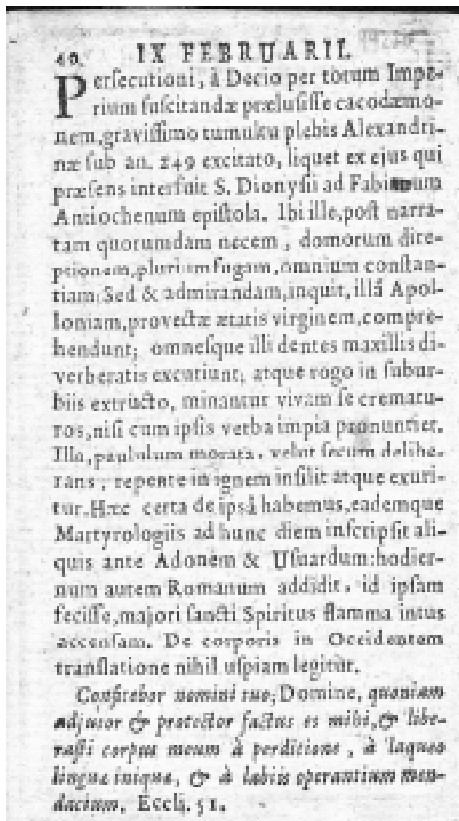 40. IX FEBRUARII.
Persecutioni, à Decio per totum Impe-
rium suscitandæ prælusisse cacodæmo-
nem, gravissimo tumultu plebis Alexandri-
næ sub an. 249 excitato, liquet ex ejus qui
præsens interfuit S. Dionysii ad Fabianum
Antiochenum epistola. Ibi ille, post narra-
tam quorumdam necem, domorum dire-
ptionem, plurium fugam, omnium constan-
tiam; Sed & admirandam, inquit, illã Apol-
loniam, provectæ ætatis virginem, compre-
hendunt; omnesque illi dentes maxillis di-
verberatis excutiunt; atque rogo in subur-
biis extructo, minantur vivam se crematu-
ros, nisi cum ipsis verba impia pronuntiet.
Illa, paululum morata, velut secum delibe-
rans, repente in ignem insilit atque exuri-
tur. Hæc certa de ipsâ habemus, eademque
Martyrologiis ad hunc diem inscripsit ali-
quis ante Adonem & Usuardum: hodier-
num autem Romanum addidit, id ipsam
fecisse, majori sancti Spiritus flamma intus
accensam. De corporis in Occidentem
translatione nihil uspiam legitur.
Confitebor nomini tuo, Domine, quoniam
adjutor & protector factus es mihi, & libe-
rasti corpus meum à perditione, à laqueo
linguæ iniquæ, & à labiis operantium men-
dacium. Eccli. 51.